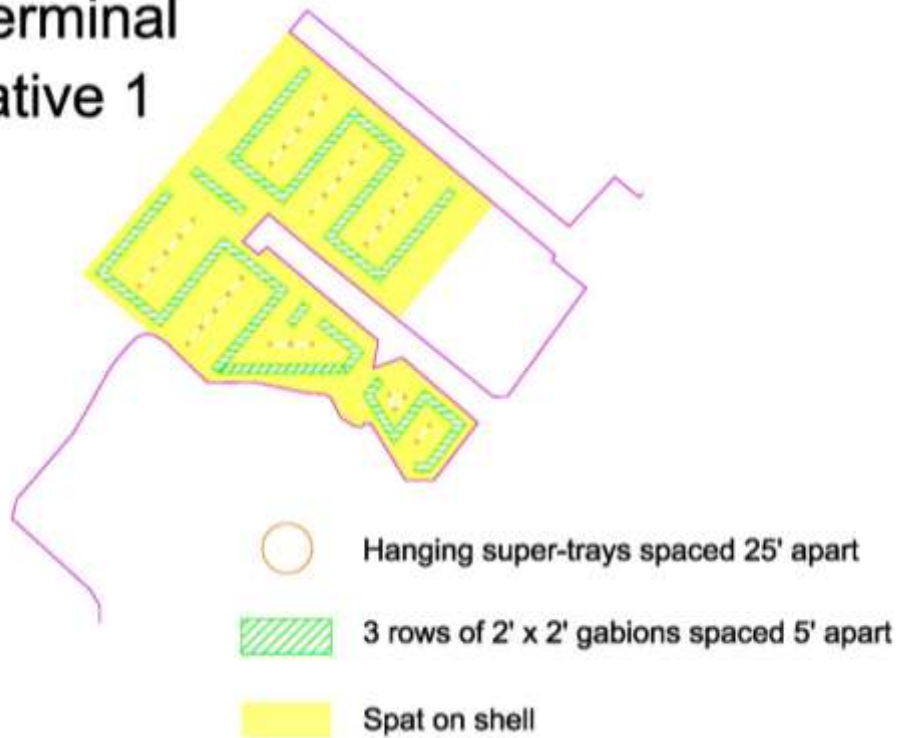 erminal
ative 1
Hanging super-trays spaced 25' apart
3 rows of 2' x 2' gabions spaced 5' apart
Spat on shell